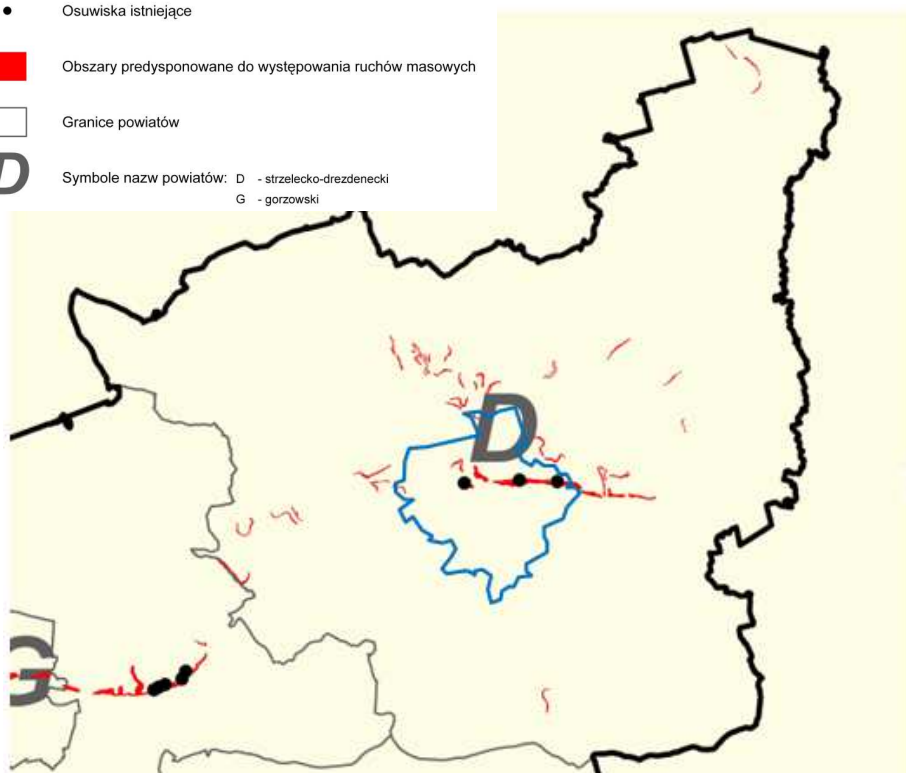 Osuwiska istniejące
Obszary predysponowane do występowania ruchów masowych
Granice powiatów
D Symbole nazw powiatów: D - strzelecko-drezdenecki
G - gorzowski
D
G